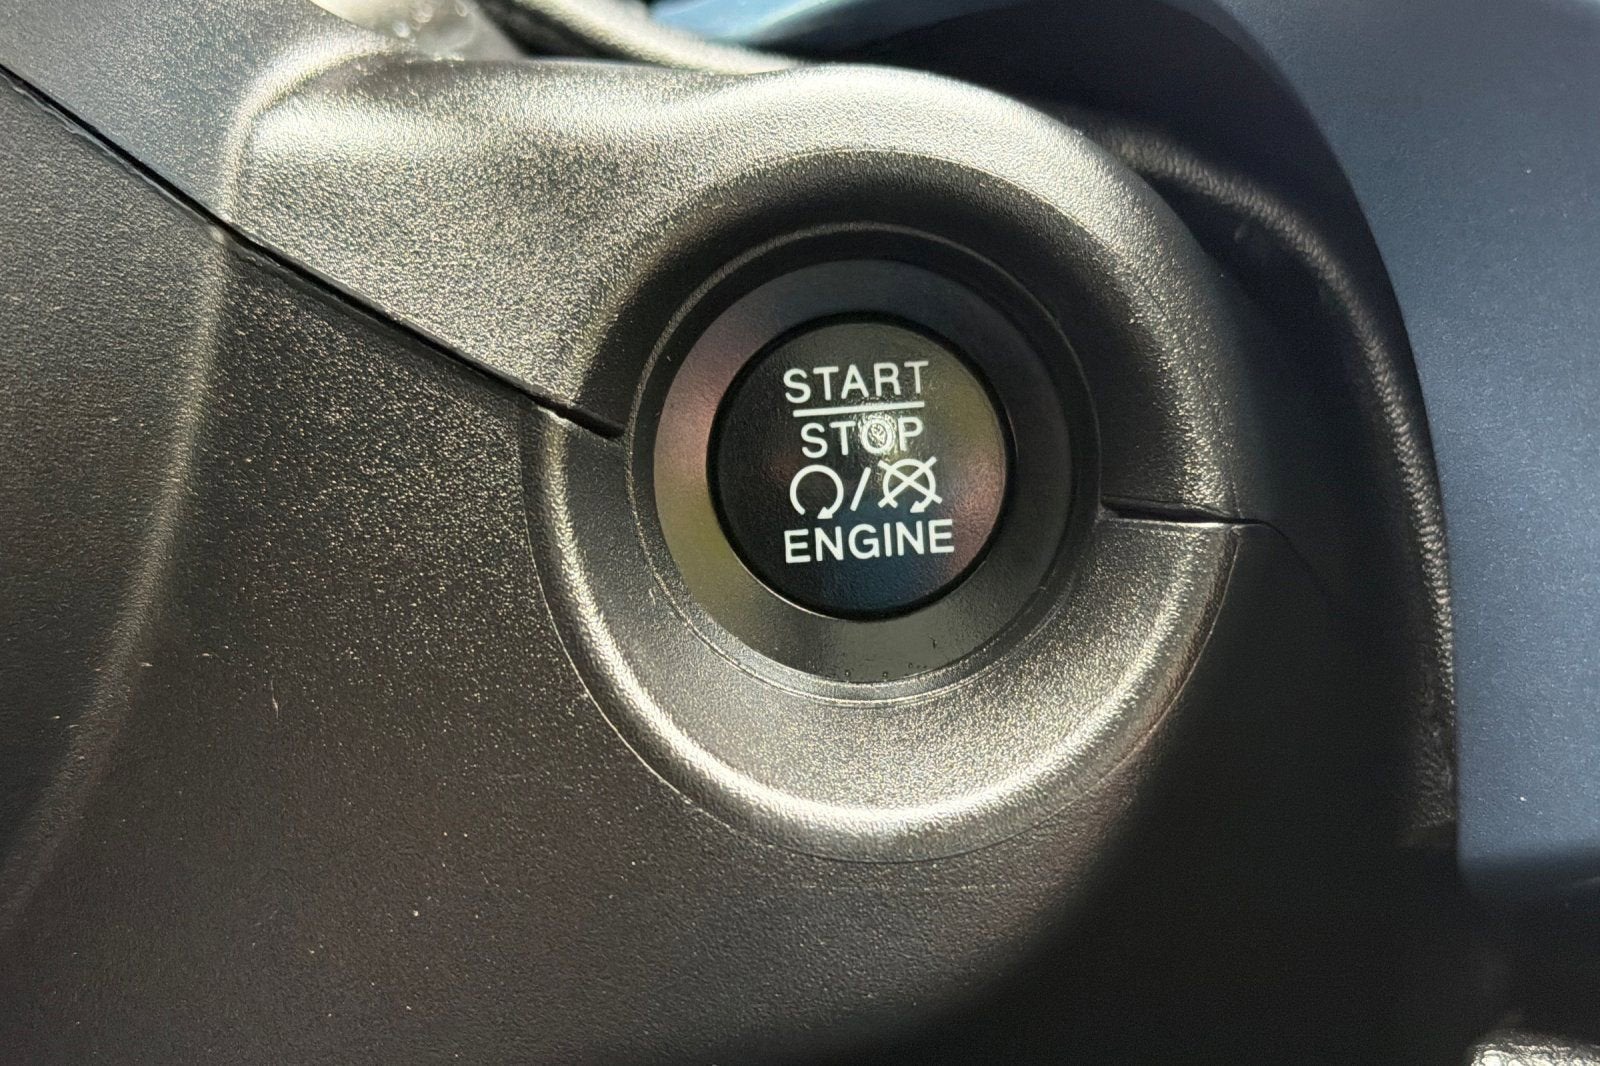 START
STOP
/
ENGINE